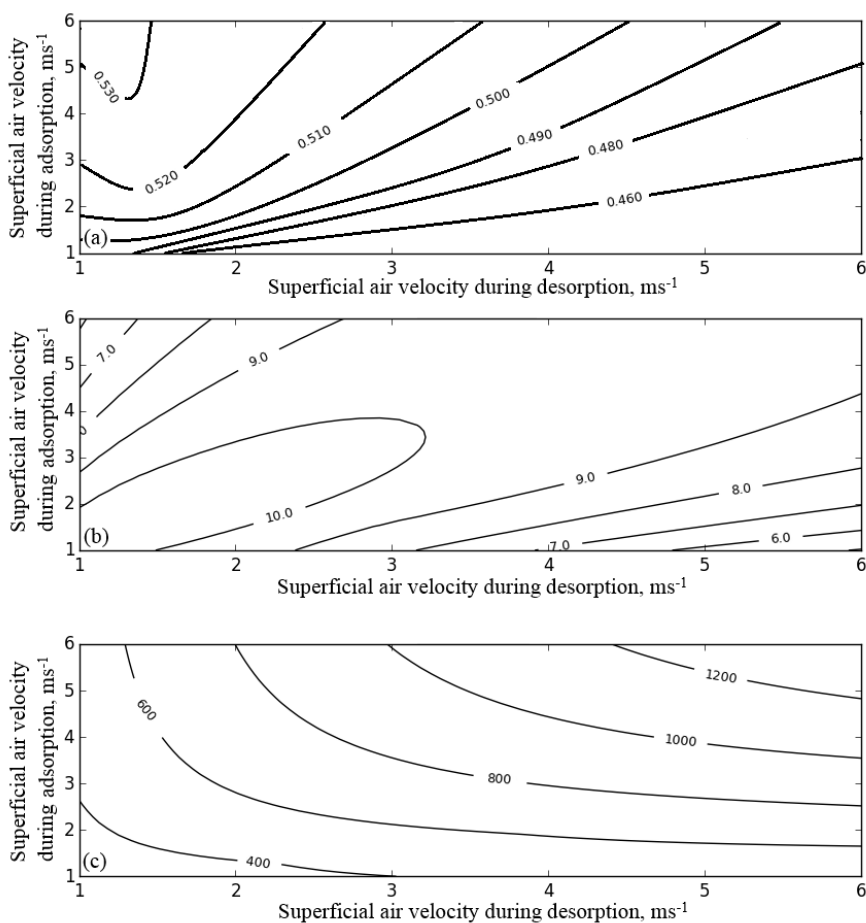 Superficial air velocity
during adsorption, ms-1
6
5
4
3
2
1
0.530
0.520
0.510
0.500
0.490
0.480
0.460
(a)
1 2 3 4 5 6
Superficial air velocity during desorption, ms-1
Superficial air velocity
during adsorption, ms-1
6
5
4
3
2
1
7.0
9.0
10.0
9.0
8.0
7.0
6.0
(b)
1 2 3 4 5 6
Superficial air velocity during desorption, ms-1
Superficial air velocity
during adsorption, ms-1
6
5
4
3
2
1
600
400
800
1000
1200
(c)
1 2 3 4 5 6
Superficial air velocity during desorption, ms-1